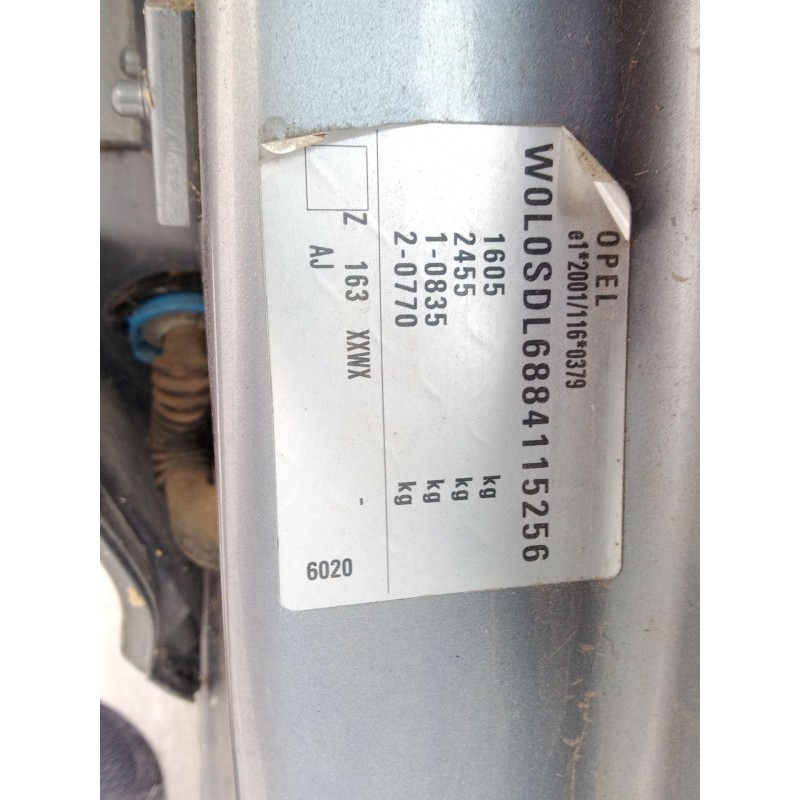 OPEL
e1*2001/116*0379
W0L0SDL6884115256
1605 kg
2455 kg
1-0835 kg
2-0770 kg
Z 163 XXWX -
AJ 6020